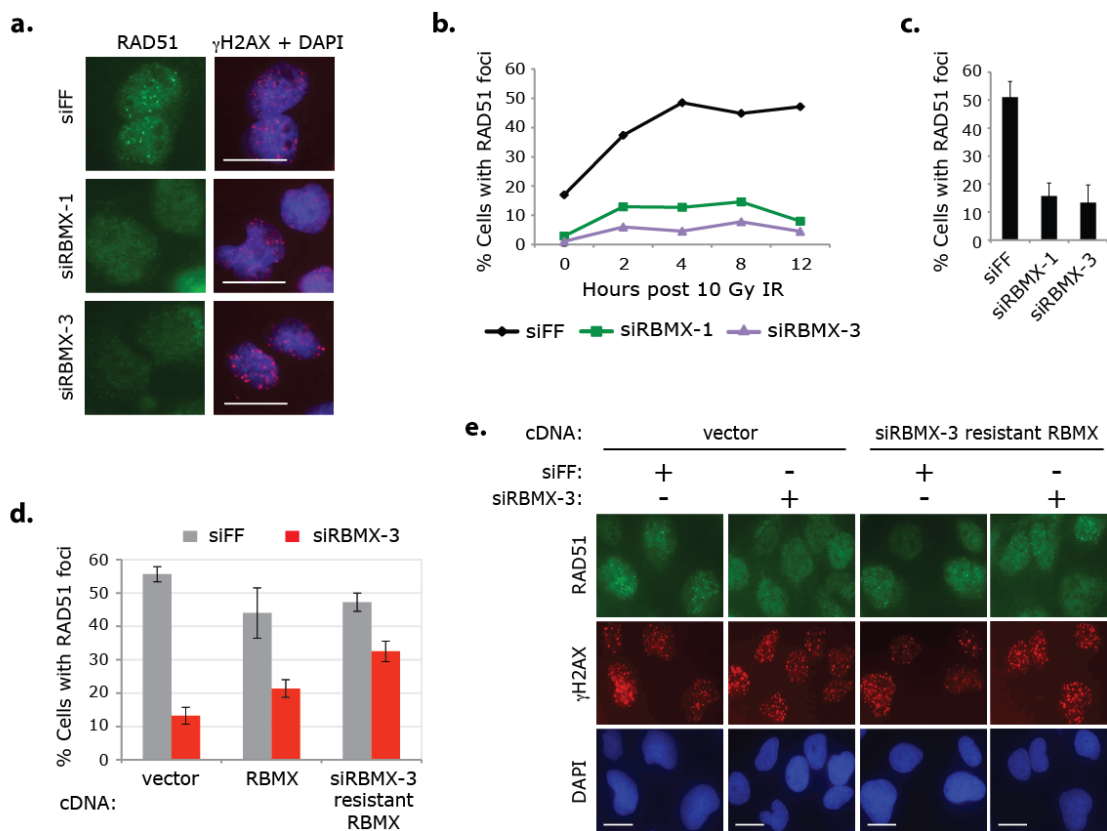 a.
RAD51 γH2AX + DAPI
siFF
siRBMX-1
siRBMX-3
b.
% Cells with RAD51 foci
60
50
40
30
20
10
0
0 2 4 8 12
Hours post 10 Gy IR
siFF siRBMX-1 siRBMX-3
c.
% Cells with RAD51 foci
60
50
40
30
20
10
0
siFF
siRBMX-1
siRBMX-3
d.
siFF siRBMX-3
% Cells with RAD51 foci
60
50
40
30
20
10
0
vector RBMX siRBMX-3
resistant
RBMX
cDNA:
e.
cDNA: vector siRBMX-3 resistant RBMX
siFF + - + -
siRBMX-3: - + - +
RAD51
γH2AX
DAPI